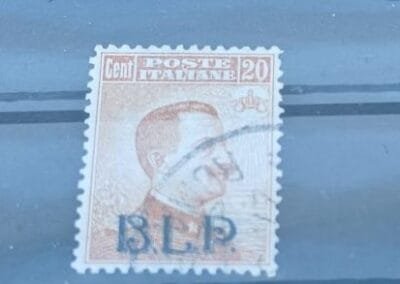 Cent POSTE ITALIANE 20
B.L.P.